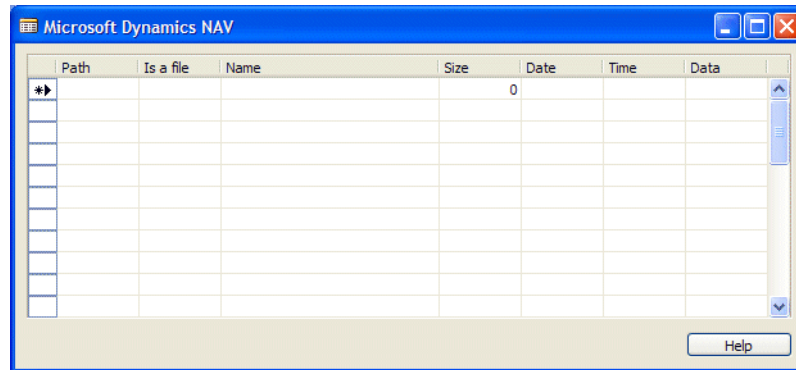 Microsoft Dynamics NAV
Path Is a file Name Size Date Time Data
0
Help